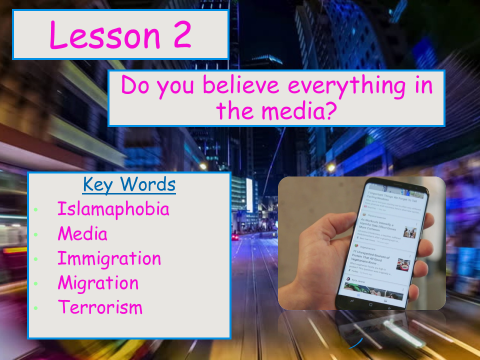 Lesson 2
Do you believe everything in
the media?
Key Words
Islamaphobia
Media
Immigration
Migration
Terrorism